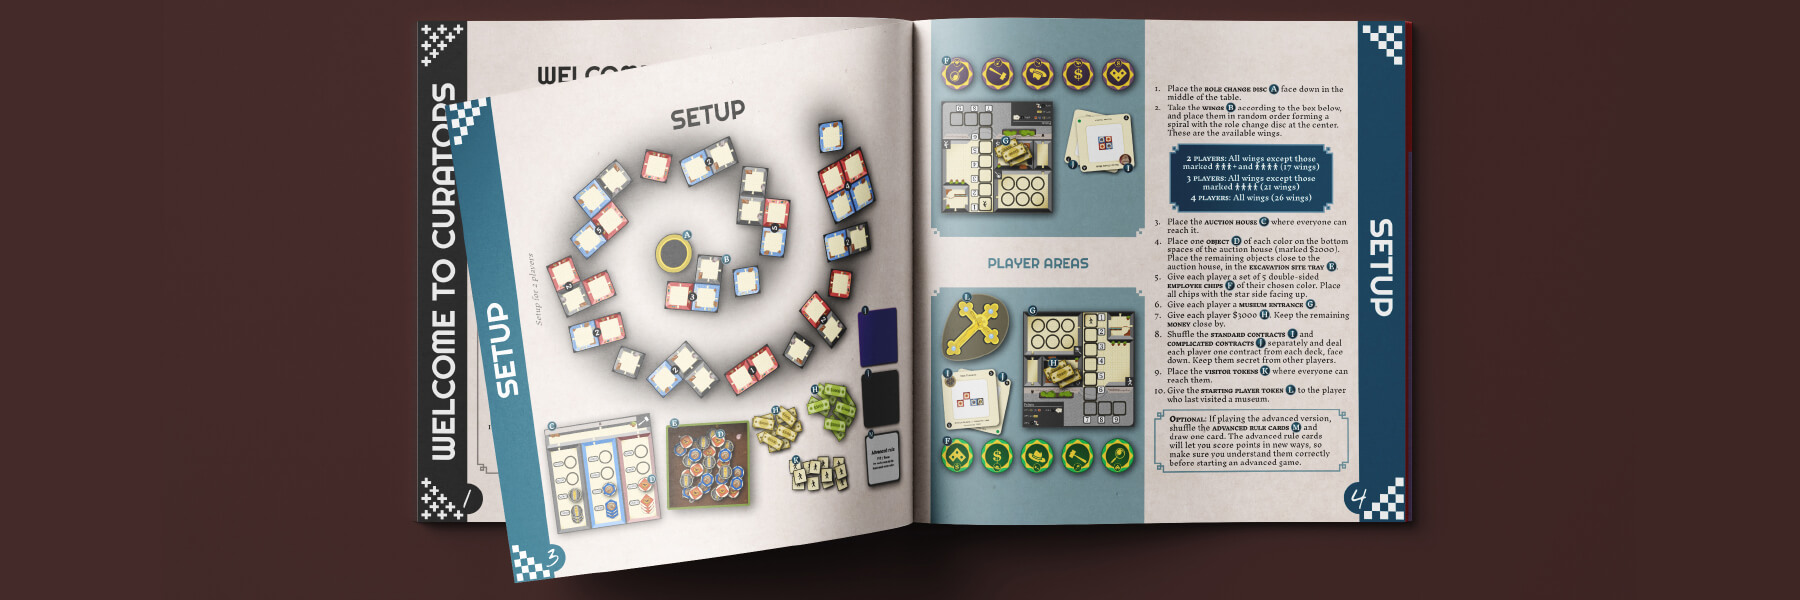 WELCOME TO CURATORS
1
WELCOME
SETUP
3
SETUP
Setup for 2 players
Advanced rule
PLAYER AREAS
1. Place the ROLE CHANGE DISC A face down in the
middle of the table.
2. Take the WINGS B according to the box below,
and place them in random order forming a
spiral with the role change disc at the center.
These are the available wings.
2 PLAYERS: All wings except those
marked + and (17 wings)
3 PLAYERS: All wings except those
marked (21 wings)
4 PLAYERS: All wings (26 wings)
3. Place the AUCTION HOUSE C where everyone can
reach it.
4. Place one OBJECT D of each color on the bottom
spaces of the auction house (marked $2000).
Place the remaining objects close to the
auction house, in the EXCAVATION SITE TRAY E.
5. Give each player a set of 5 double-sided
EMPLOYEE CHIPS F of their chosen color. Place
all chips with the star side facing up.
6. Give each player a MUSEUM ENTRANCE G.
7. Give each player $3000 H. Keep the remaining
MONEY close by.
8. Shuffle the STANDARD CONTRACTS I and
COMPLICATED CONTRACTS J separately and deal
each player one contract from each deck, face
down. Keep them secret from other players.
9. Place the VISITOR TOKENS K where everyone can
reach them.
10. Give the STARTING PLAYER TOKEN L to the player
who last visited a museum.
OPTIONAL: If playing the advanced version,
shuffle the ADVANCED RULE CARDS M and
draw one card. The advanced rule cards
will let you score points in new ways, so
make sure you understand them correctly
before starting an advanced game.
SETUP
4